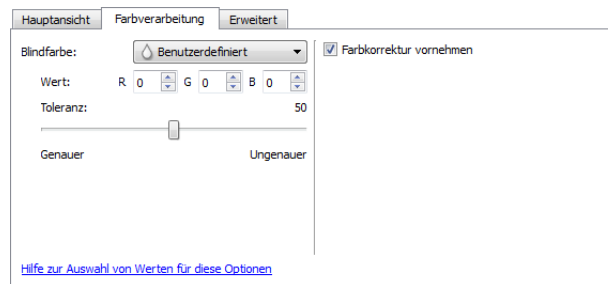 Hauptansicht Farbverarbeitung Erweitert
Blindfarbe: Benutzerdefiniert
Farbkorrektur vornehmen
Wert: R 0 G 0 B 0
Toleranz: 50
Genauer Ungenauer
Hilfe zur Auswahl von Werten für diese Optionen